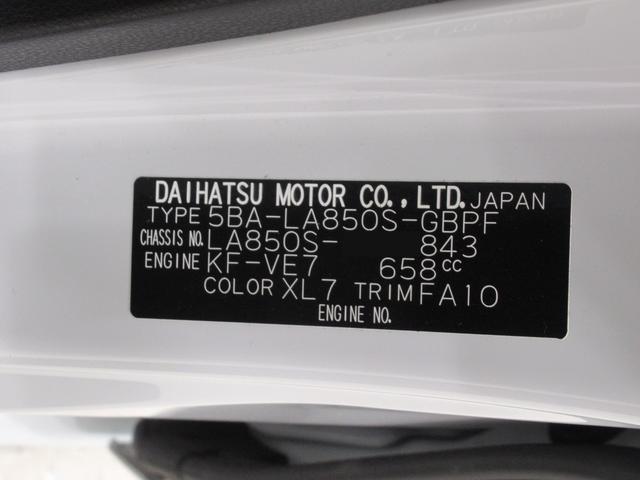 DAIHATSU MOTOR CO.,LTD. JAPAN
TYPE 5BA-LA850S-GBPF
CHASSIS NO. LA850S- 843
ENGINE KF-VE7 658cc
COLOR XL7 TRIM FA10
ENGINE NO.